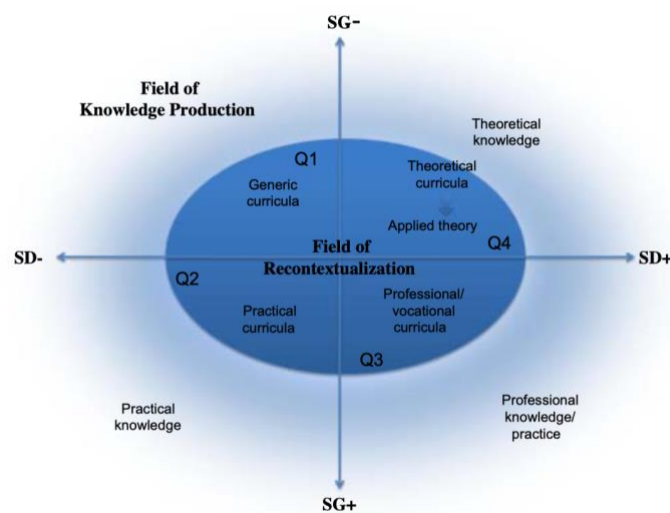 SG-
Field of
Knowledge Production
Theoretical
knowledge
Q1
Generic
curricula
Theoretical
curricula
Applied theory
Q4
SD-
Field of
Recontextualization
SD+
Q2
Practical
curricula
Professional/
vocational
curricula
Q3
Practical
knowledge
Professional
knowledge/
practice
SG+